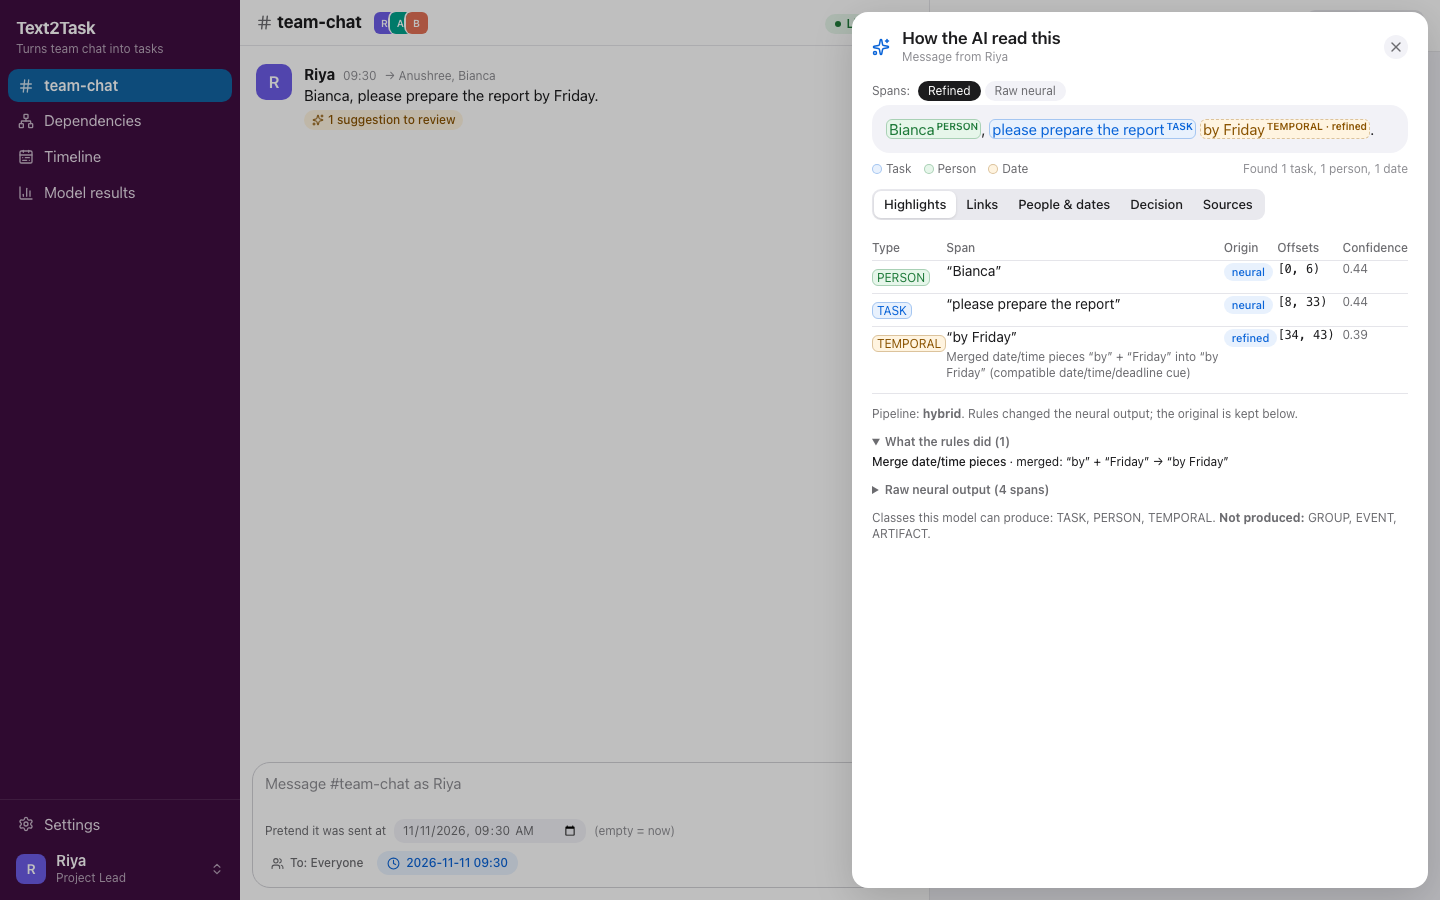 Text2Task
Turns team chat into tasks
# team-chat
Dependencies
Timeline
Model results
Settings
R
Riya
Project Lead
# team-chat
R A B
R
Riya 09:30 → Anushree, Bianca
Bianca, please prepare the report by Friday.
1 suggestion to review
Message #team-chat as Riya
Pretend it was sent at 11/11/2026, 09:30 AM (empty = now)
To: Everyone 2026-11-11 09:30
How the AI read this
Message from Riya
Spans: Refined Raw neural
Bianca PERSON, please prepare the report TASK by Friday TEMPORAL · refined.
Task Person Date Found 1 task, 1 person, 1 date
Highlights Links People & dates Decision Sources
Type Span Origin Offsets Confidence
PERSON “Bianca” neural [0, 6) 0.44
TASK “please prepare the report” neural [8, 33) 0.44
TEMPORAL “by Friday” refined [34, 43) 0.39
Merged date/time pieces “by” + “Friday” into “by
Friday” (compatible date/time/deadline cue)
Pipeline: hybrid. Rules changed the neural output; the original is kept below.
▼ What the rules did (1)
Merge date/time pieces · merged: “by” + “Friday” → “by Friday”
▶ Raw neural output (4 spans)
Classes this model can produce: TASK, PERSON, TEMPORAL. Not produced: GROUP, EVENT,
ARTIFACT.